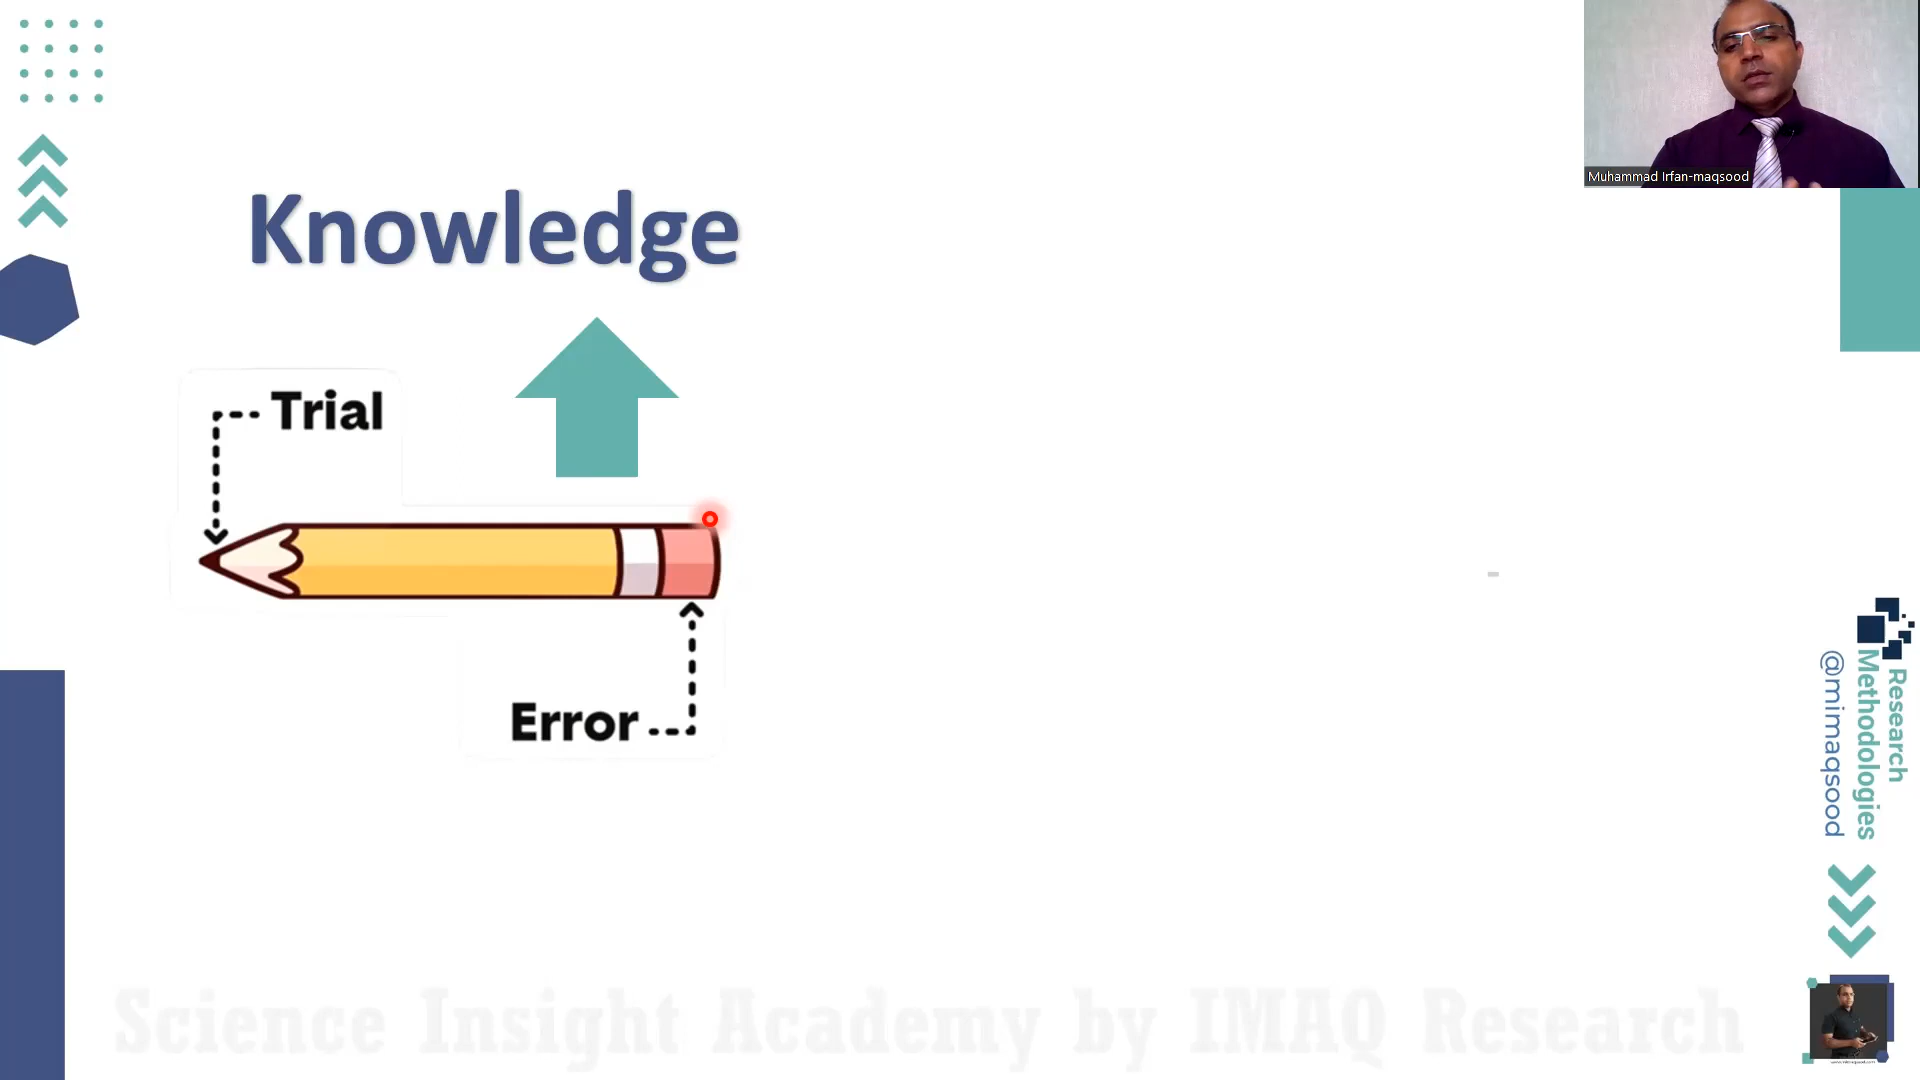 Muhammad Irfan-maqsood
Knowledge
Trial
Error
Research
Methodologies
@mimaqsood
Science Insight Academy by IMAQ Research